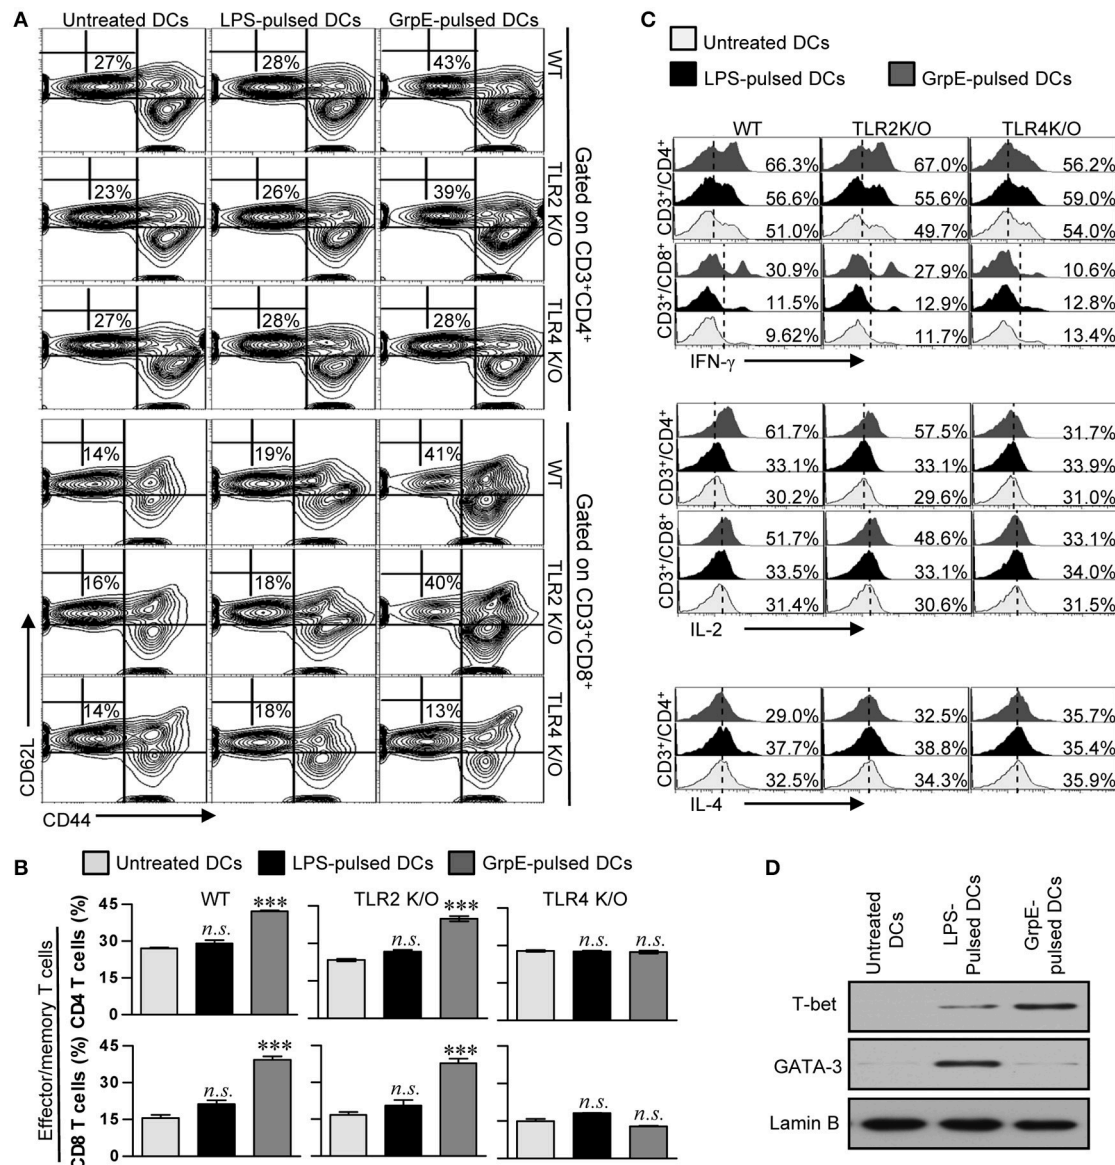 A
Untreated DCs LPS-pulsed DCs GrpE-pulsed DCs
27% 28% 43% WT
23% 26% 39% TLR2 K/O
27% 28% 28% TLR4 K/O
Gated on CD3+CD4+
14% 19% 41% WT
16% 18% 40% TLR2 K/O
14% 18% 13% TLR4 K/O
Gated on CD3+CD8+
CD62L
CD44
B
Untreated DCs LPS-pulsed DCs GrpE-pulsed DCs
WT TLR2 K/O TLR4 K/O
Effector/memory T cells
CD4 T cells (%)
45
30
15
0
n.s. *** n.s. *** n.s. n.s.
CD8 T cells (%)
45
30
15
0
n.s. *** n.s. *** n.s. n.s.
C
Untreated DCs
LPS-pulsed DCs GrpE-pulsed DCs
WT TLR2K/O TLR4K/O
CD3+/CD4+
66.3% 67.0% 56.2%
56.6% 55.6% 59.0%
51.0% 49.7% 54.0%
CD3+/CD8+
30.9% 27.9% 10.6%
11.5% 12.9% 12.8%
9.62% 11.7% 13.4%
IFN-γ
CD3+/CD4+
61.7% 57.5% 31.7%
33.1% 33.1% 33.9%
30.2% 29.6% 31.0%
CD3+/CD8+
51.7% 48.6% 33.1%
33.5% 33.1% 34.0%
31.4% 30.6% 31.5%
IL-2
CD3+/CD4+
29.0% 32.5% 35.7%
37.7% 38.8% 35.4%
32.5% 34.3% 35.9%
IL-4
D
Untreated DCs
LPS-Pulsed DCs
GrpE-pulsed DCs
T-bet
GATA-3
Lamin B